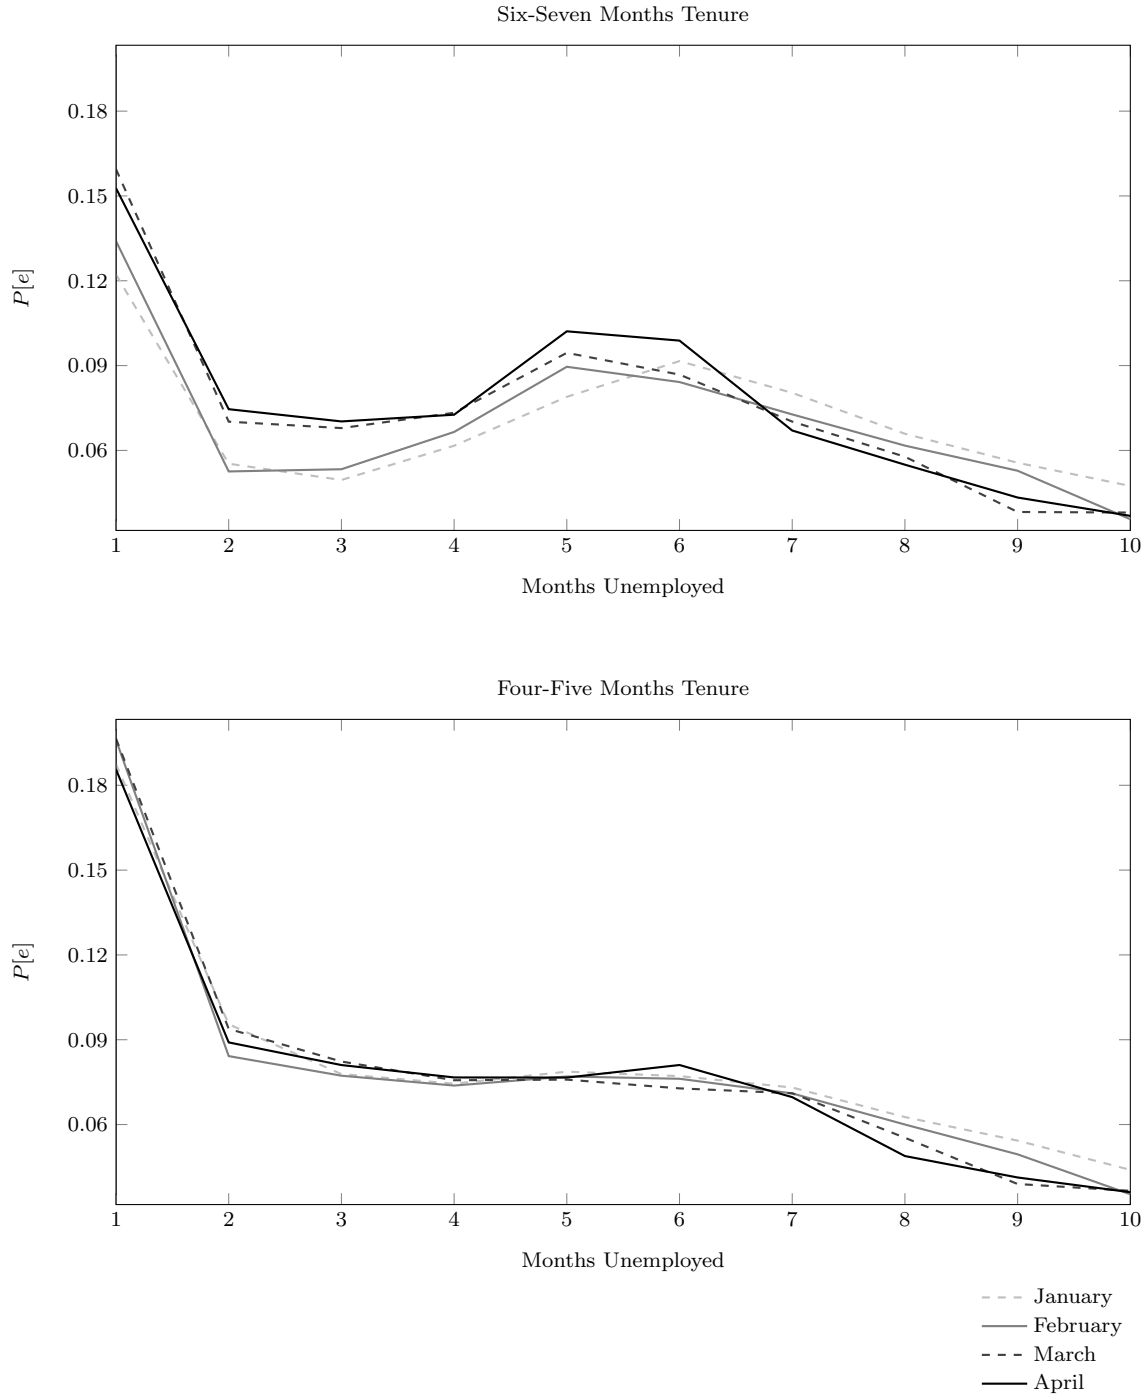 Six-Seven Months Tenure
0.18
0.15
0.12
0.09
0.06
P[e]
1 2 3 4 5 6 7 8 9 10
Months Unemployed
Four-Five Months Tenure
0.18
0.15
0.12
0.09
0.06
P[e]
1 2 3 4 5 6 7 8 9 10
Months Unemployed
January
February
March
April